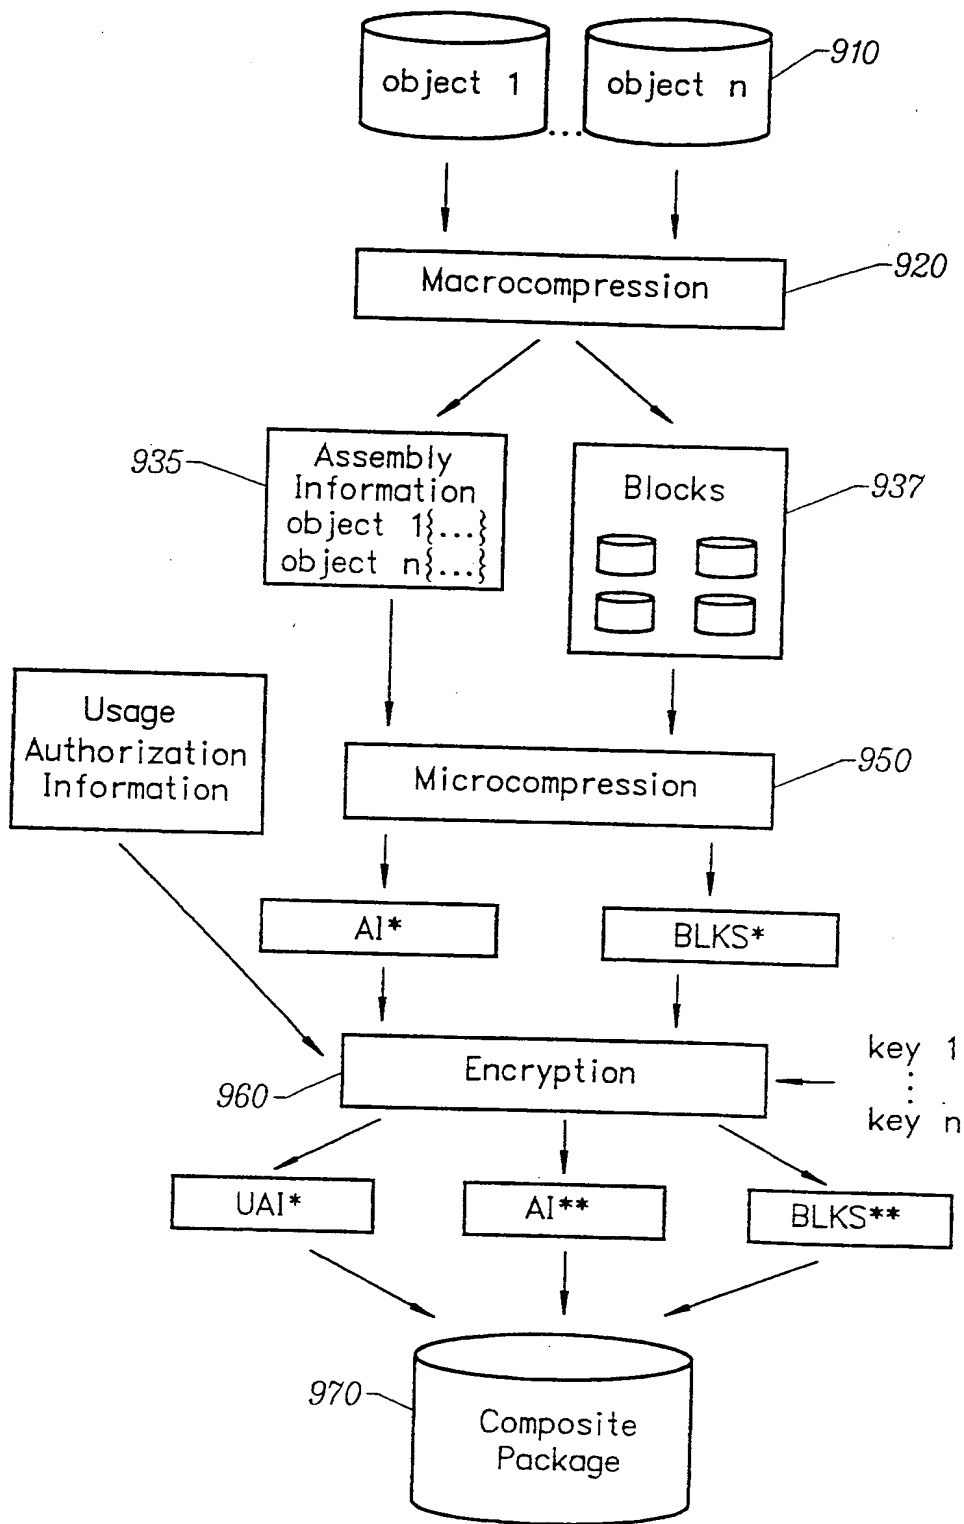 object 1
...
object n
910
Macrocompression
920
935
Assembly
Information
object 1{...}
object n{...}
Blocks
937
Usage
Authorization
Information
Microcompression
950
AI*
BLKS*
Encryption
960
key 1
⋮
key n
UAI*
AI**
BLKS**
970
Composite
Package